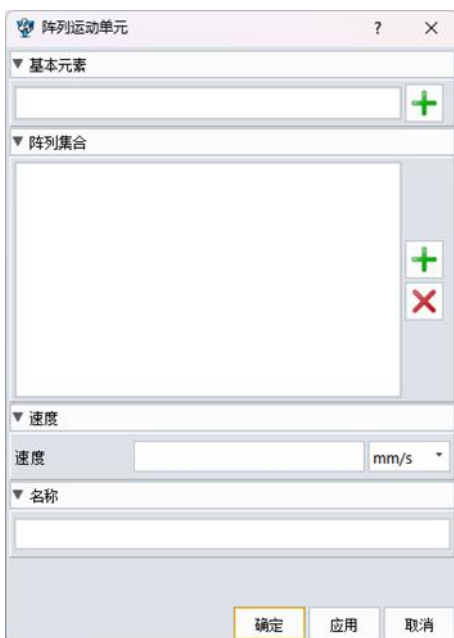 阵列运动单元 ?
基本元素
阵列集合
速度
速度 mm/s
名称
确定 应用 取消